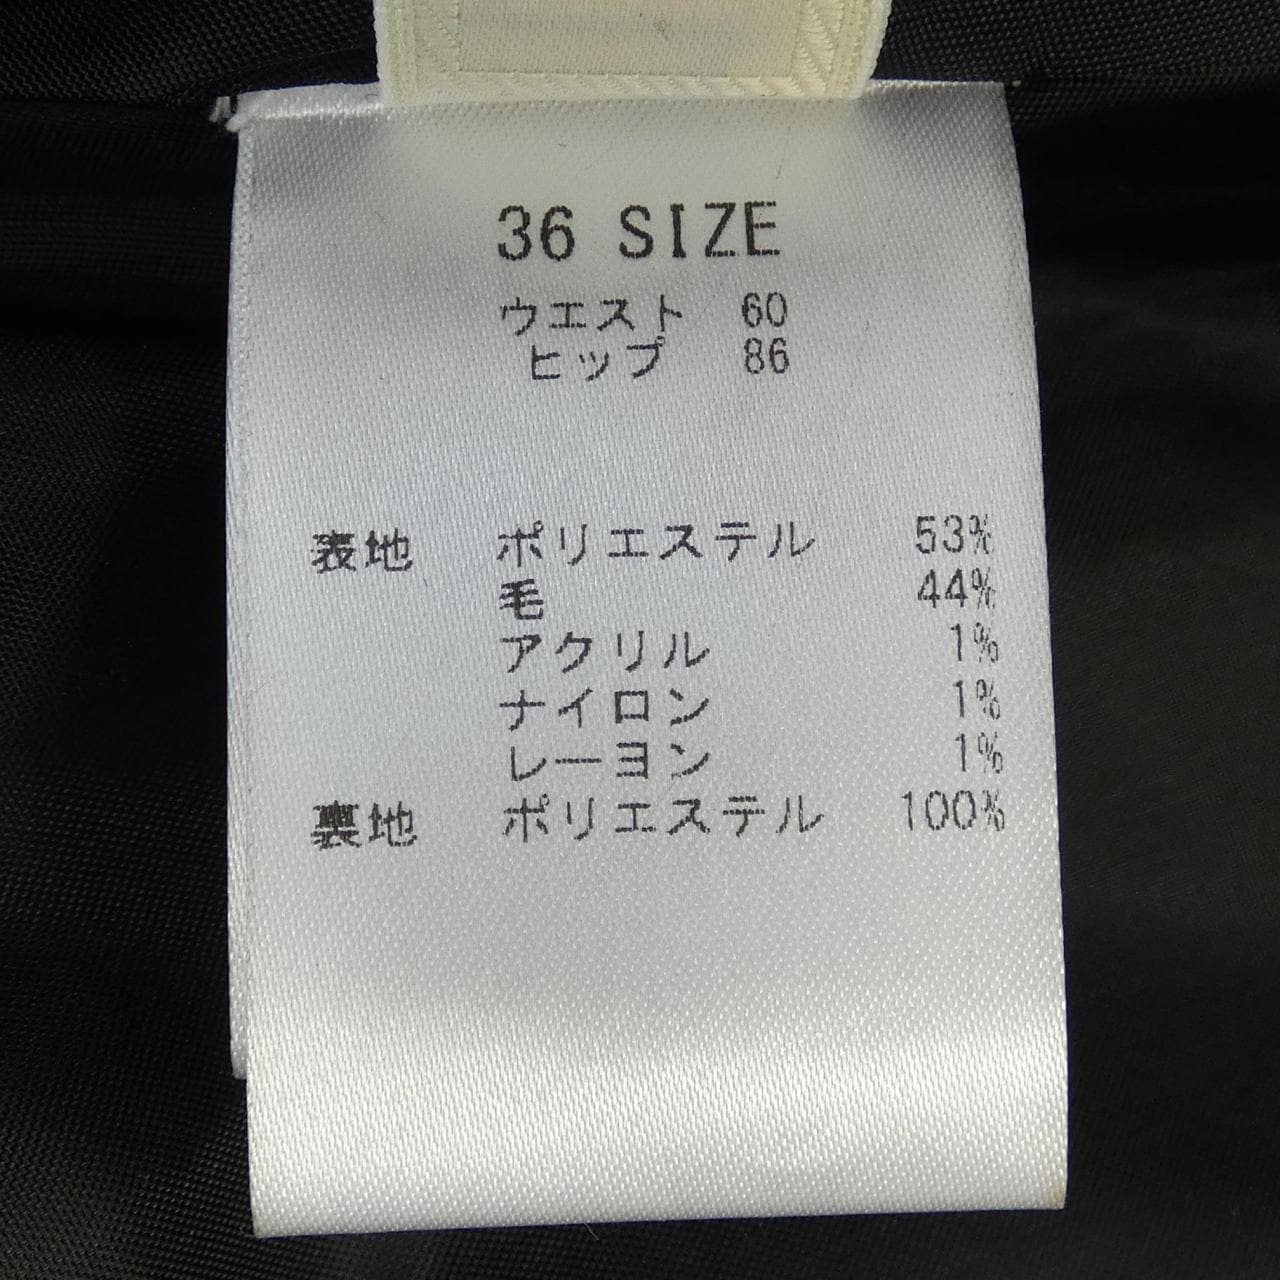 36 SIZE
ウエスト 60
ヒップ 86
表地 ポリエステル 53%
毛 44%
アクリル 1%
ナイロン 1%
レーヨン 1%
裏地 ポリエステル 100%